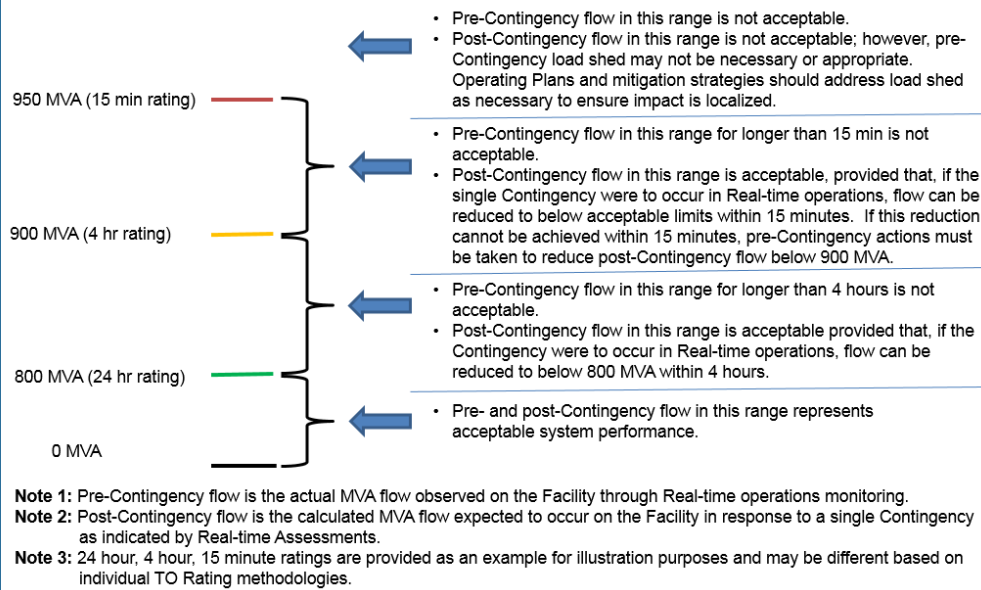 • Pre-Contingency flow in this range is not acceptable.
• Post-Contingency flow in this range is not acceptable; however, pre-
Contingency load shed may not be necessary or appropriate.
Operating Plans and mitigation strategies should address load shed
as necessary to ensure impact is localized.
950 MVA (15 min rating)
• Pre-Contingency flow in this range for longer than 15 min is not
acceptable.
• Post-Contingency flow in this range is acceptable, provided that, if the
single Contingency were to occur in Real-time operations, flow can be
reduced to below acceptable limits within 15 minutes. If this reduction
cannot be achieved within 15 minutes, pre-Contingency actions must
be taken to reduce post-Contingency flow below 900 MVA.
900 MVA (4 hr rating)
• Pre-Contingency flow in this range for longer than 4 hours is not
acceptable.
• Post-Contingency flow in this range is acceptable provided that, if the
Contingency were to occur in Real-time operations, flow can be
reduced to below 800 MVA within 4 hours.
800 MVA (24 hr rating)
• Pre- and post-Contingency flow in this range represents
acceptable system performance.
0 MVA
Note 1: Pre-Contingency flow is the actual MVA flow observed on the Facility through Real-time operations monitoring.
Note 2: Post-Contingency flow is the calculated MVA flow expected to occur on the Facility in response to a single Contingency
as indicated by Real-time Assessments.
Note 3: 24 hour, 4 hour, 15 minute ratings are provided as an example for illustration purposes and may be different based on
individual TO Rating methodologies.